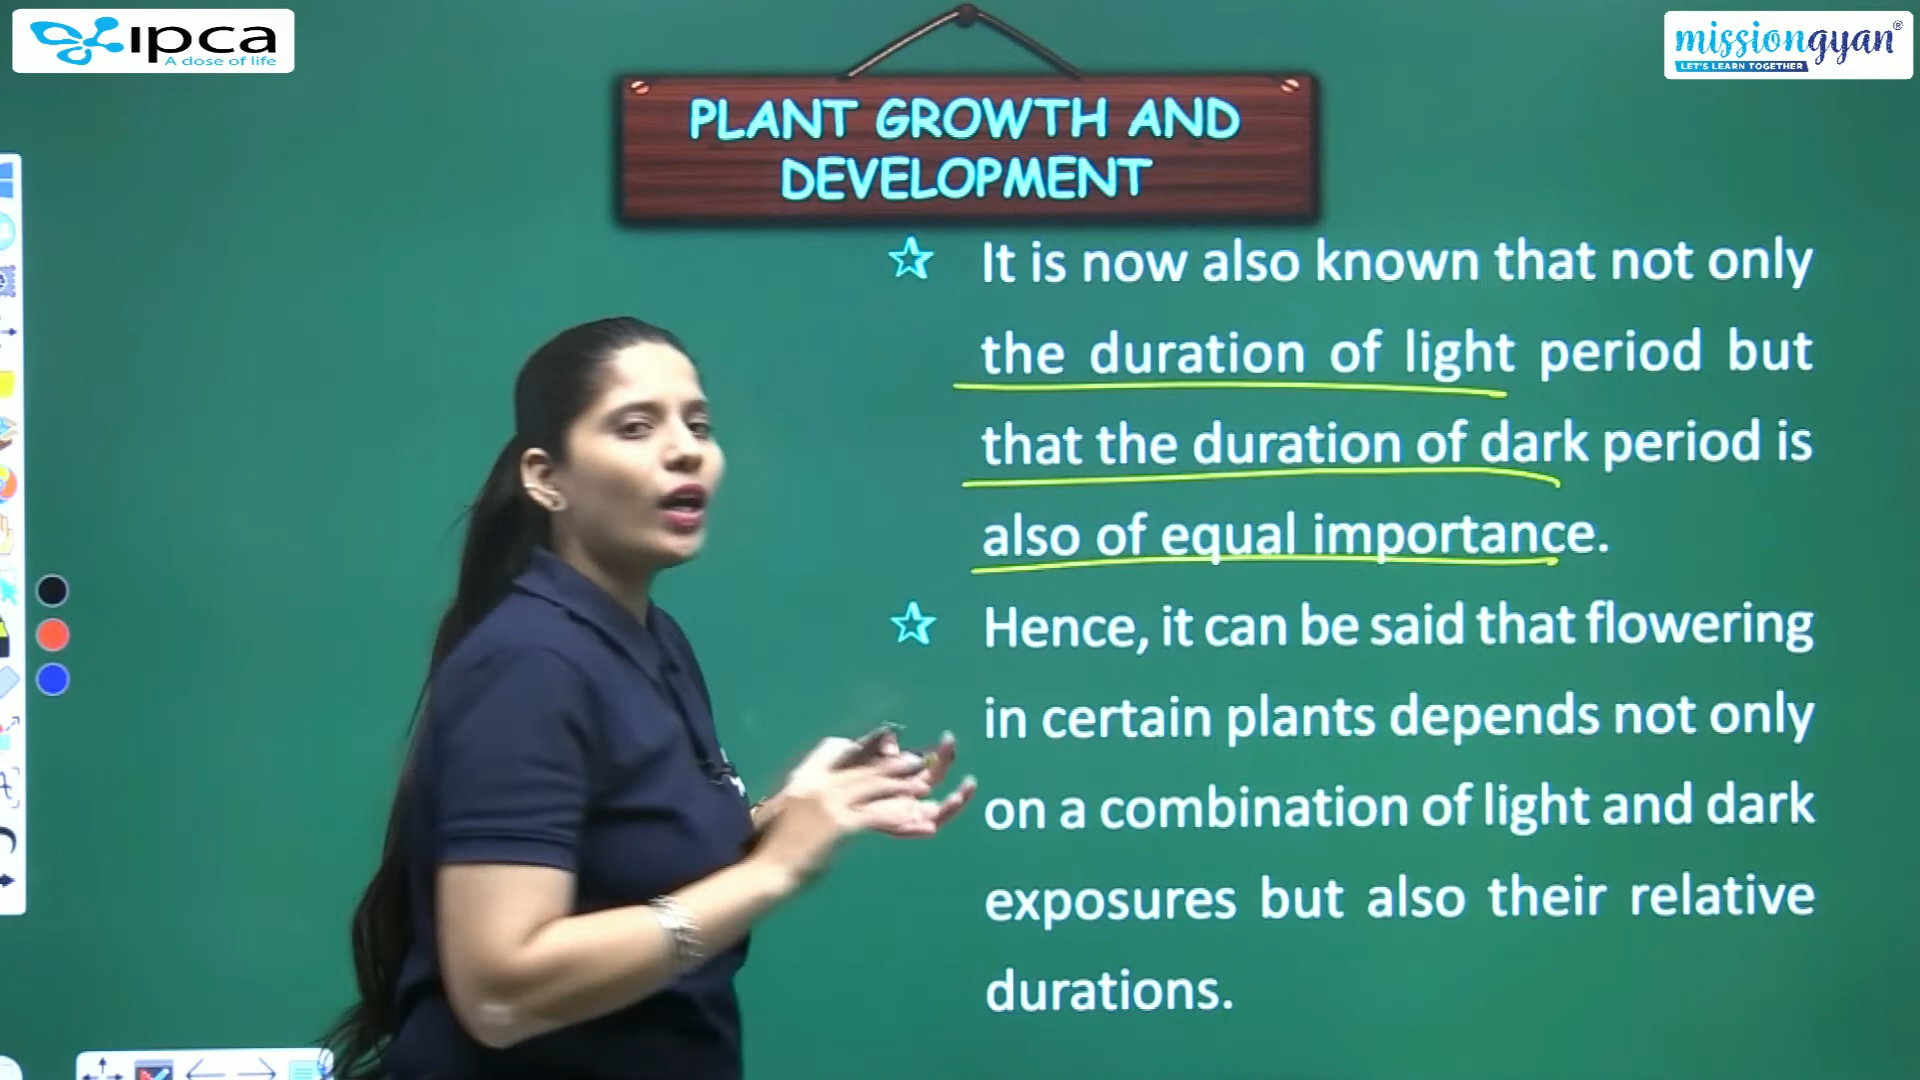 ipca
A dose of life
missiongyan®
LET'S LEARN TOGETHER
PLANT GROWTH AND
DEVELOPMENT
☆ It is now also known that not only
the duration of light period but
that the duration of dark period is
also of equal importance.
☆ Hence, it can be said that flowering
in certain plants depends not only
on a combination of light and dark
exposures but also their relative
durations.